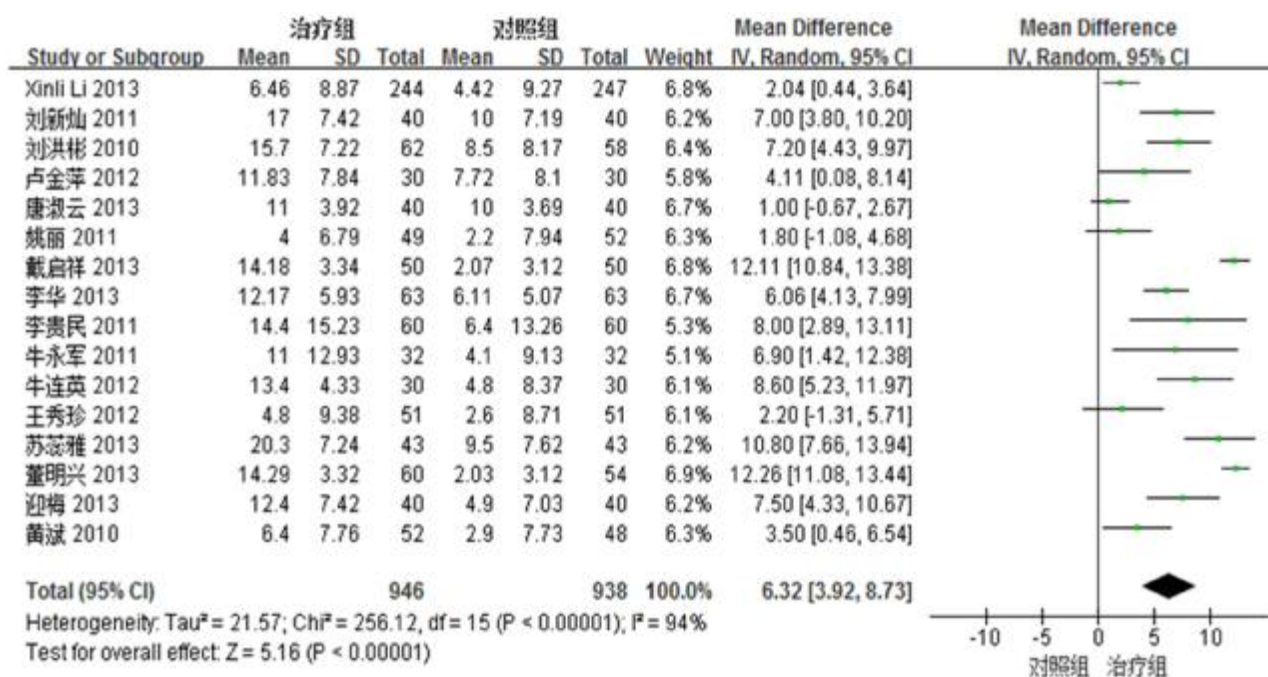 治疗组 对照组 Mean Difference Mean Difference
Study or Subgroup Mean SD Total Mean SD Total Weight IV, Random, 95% CI IV, Random, 95% CI
Xinli Li 2013 6.46 8.87 244 4.42 9.27 247 6.8% 2.04 [0.44, 3.64]
刘新灿 2011 17 7.42 40 10 7.19 40 6.2% 7.00 [3.80, 10.20]
刘洪彬 2010 15.7 7.22 62 8.5 8.17 58 6.4% 7.20 [4.43, 9.97]
卢金萍 2012 11.83 7.84 30 7.72 8.1 30 5.8% 4.11 [0.08, 8.14]
唐淑云 2013 11 3.92 40 10 3.69 40 6.7% 1.00 [-0.67, 2.67]
姚丽 2011 4 6.79 49 2.2 7.94 52 6.3% 1.80 [-1.08, 4.68]
戴启祥 2013 14.18 3.34 50 2.07 3.12 50 6.8% 12.11 [10.84, 13.38]
李华 2013 12.17 5.93 63 6.11 5.07 63 6.7% 6.06 [4.13, 7.99]
李贵民 2011 14.4 15.23 60 6.4 13.26 60 5.3% 8.00 [2.89, 13.11]
牛永军 2011 11 12.93 32 4.1 9.13 32 5.1% 6.90 [1.42, 12.38]
牛连英 2012 13.4 4.33 30 4.8 8.37 30 6.1% 8.60 [5.23, 11.97]
王秀珍 2012 4.8 9.38 51 2.6 8.71 51 6.1% 2.20 [-1.31, 5.71]
苏蕊雅 2013 20.3 7.24 43 9.5 7.62 43 6.2% 10.80 [7.66, 13.94]
董明兴 2013 14.29 3.32 60 2.03 3.12 54 6.9% 12.26 [11.08, 13.44]
迎梅 2013 12.4 7.42 40 4.9 7.03 40 6.2% 7.50 [4.33, 10.67]
黄斌 2010 6.4 7.76 52 2.9 7.73 48 6.3% 3.50 [0.46, 6.54]
Total (95% CI) 946 938 100.0% 6.32 [3.92, 8.73]
Heterogeneity: Tau² = 21.57; Chi² = 256.12, df = 15 (P < 0.00001); I² = 94%
Test for overall effect: Z = 5.16 (P < 0.00001)
-10 -5 0 5 10
对照组 治疗组